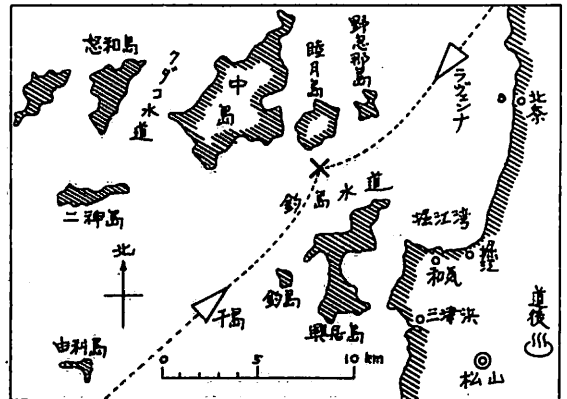 怒和島
クダコ水道
中島
睦月島
野忽那島
ラヴェンナ
北条
釣島水道
二神島
堀江湾
堀江
和気
北
釣島
千島
興居島
三津浜
道後
由利島
0 5 10 km
松山